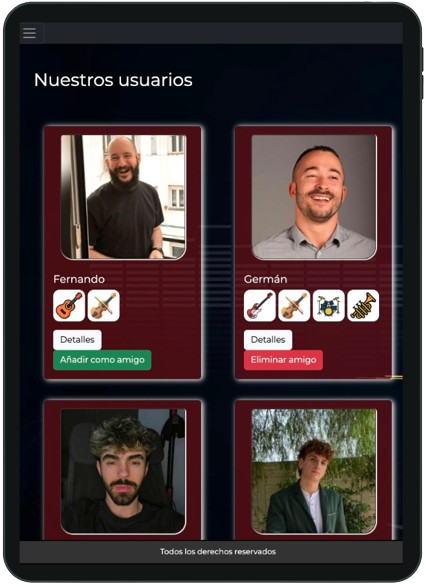 Nuestros usuarios
Fernando
Detalles
Añadir como amigo
Germán
Detalles
Eliminar amigo
Todos los derechos reservados